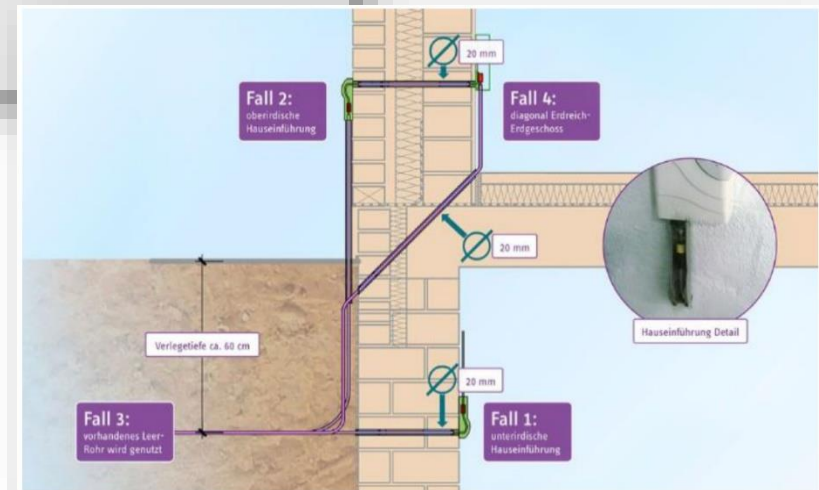 20 mm
Fall 2:
oberirdische
Hauseinführung
Fall 4:
diagonal Erdreich-
Erdgeschoss
20 mm
Hauseinführung Detail
Verlegetiefe ca. 60 cm
20 mm
Fall 3:
vorhandenes Leer-
Rohr wird genutzt
Fall 1:
unterirdische
Hauseinführung